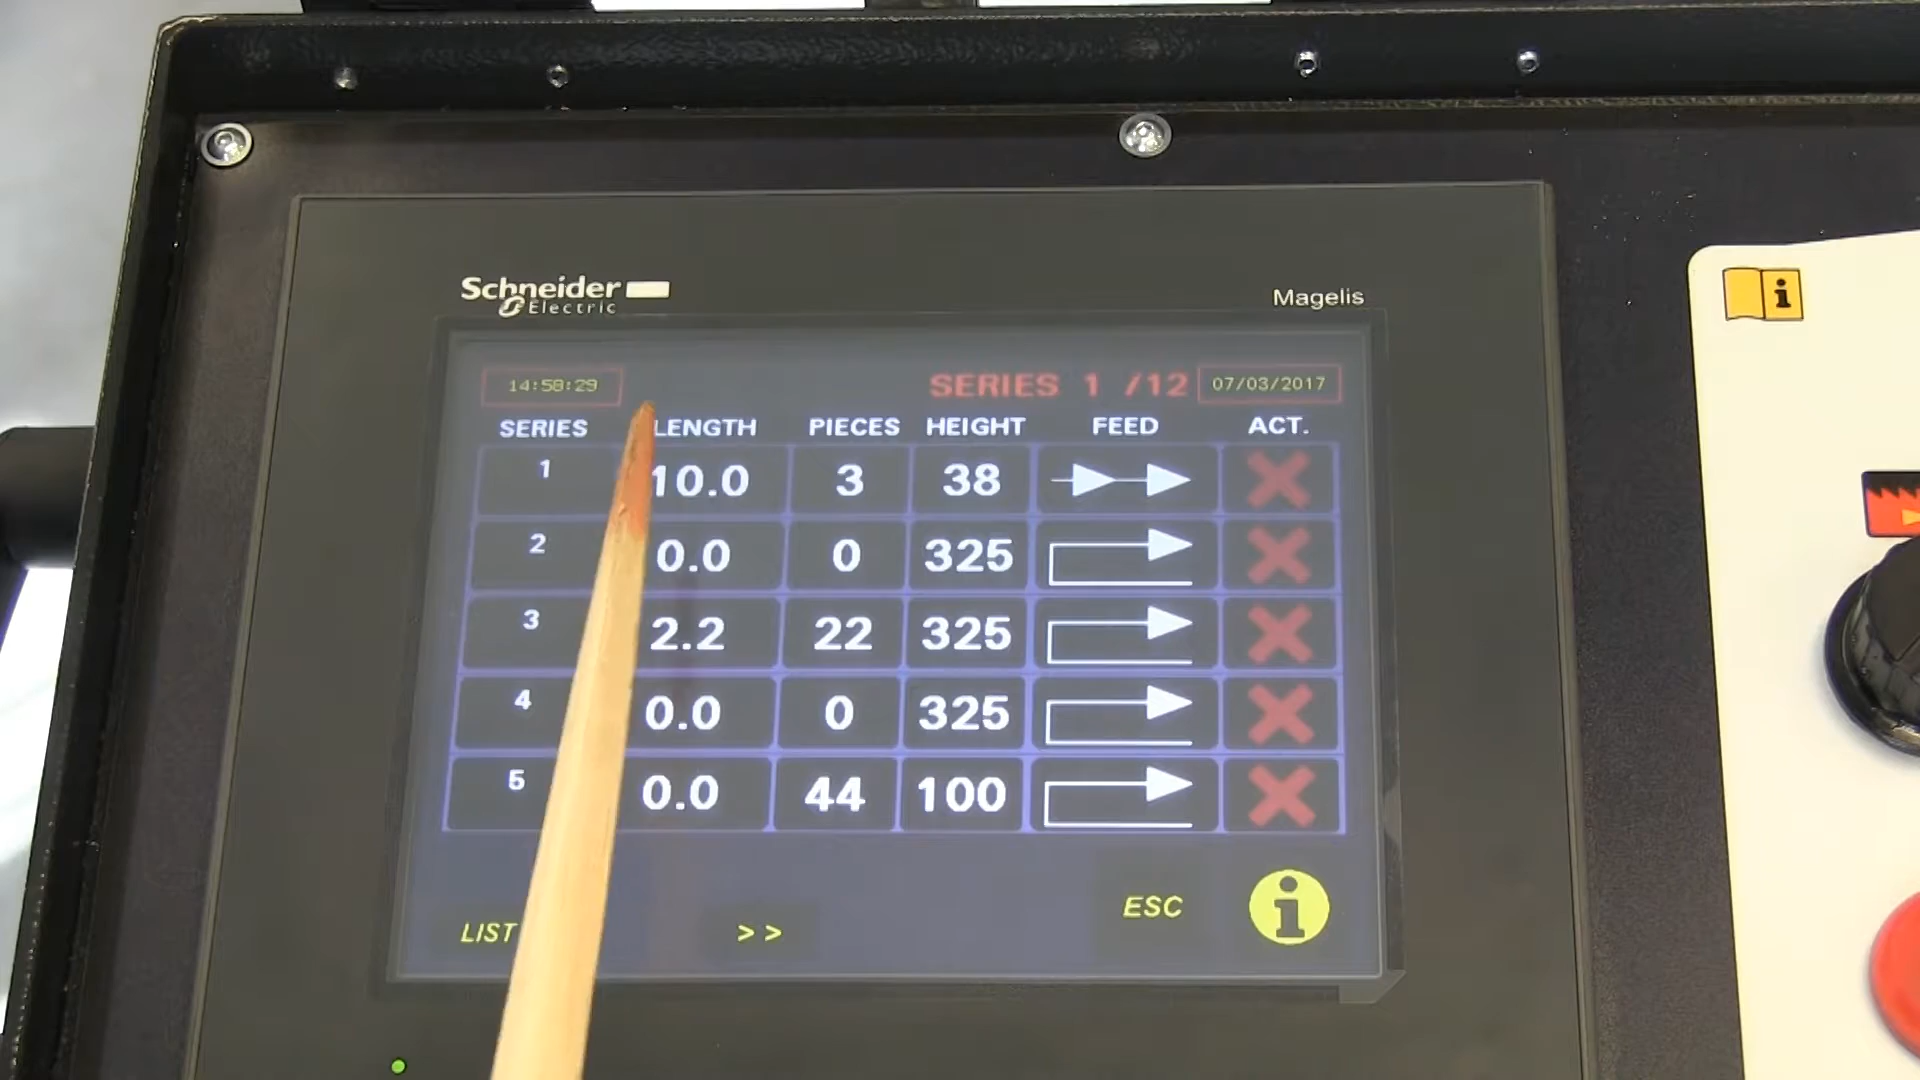 Schneider
Electric
Magelis
14:58:29
SERIES 1 /12
07/03/2017
SERIES LENGTH PIECES HEIGHT FEED ACT.
1 10.0 3 38
2 0.0 0 325
3 2.2 22 325
4 0.0 0 325
5 0.0 44 100
LIST >> ESC i
i